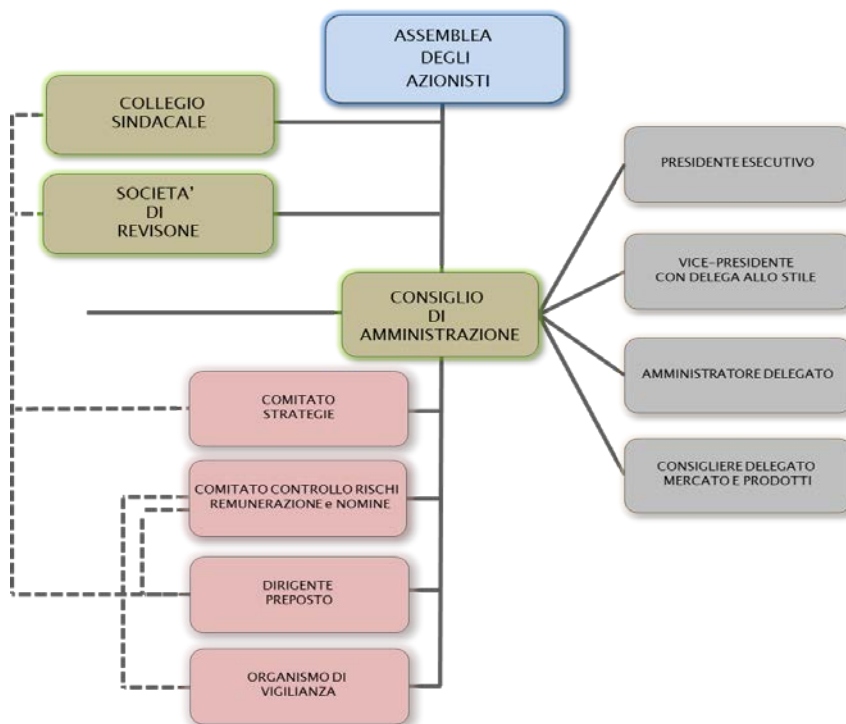 ASSEMBLEA
DEGLI
AZIONISTI
COLLEGIO
SINDACALE
SOCIETA'
DI
REVISONE
CONSIGLIO
DI
AMMINISTRAZIONE
PRESIDENTE ESECUTIVO
VICE-PRESIDENTE
CON DELEGA ALLO STILE
AMMINISTRATORE DELEGATO
CONSIGLIERE DELEGATO
MERCATO E PRODOTTI
COMITATO
STRATEGIE
COMITATO CONTROLLO RISCHI
REMUNERAZIONE e NOMINE
DIRIGENTE
PREPOSTO
ORGANISMO DI
VIGILIANZA